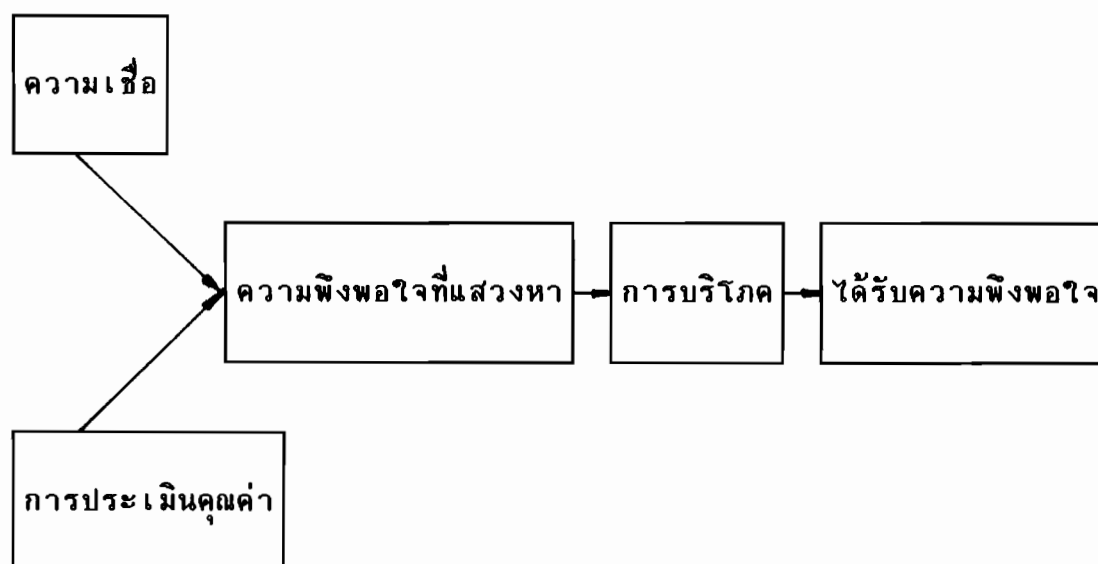 ความเชื่อ
ความพึงพอใจที่แสวงหา
การบริโภค
ได้รับความพึงพอใจ
การประเมินคุณค่า